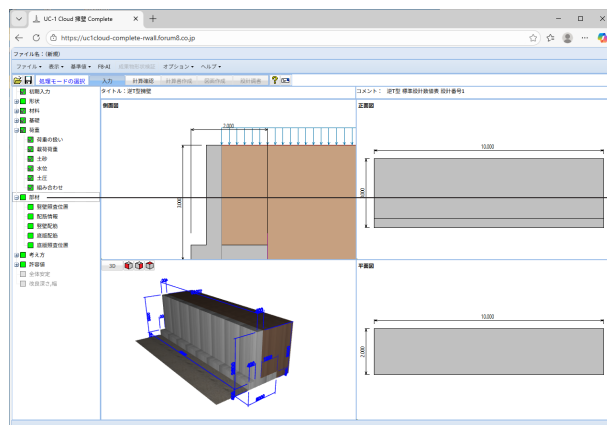 UC-1 Cloud 擁壁 Complete
https://uc1cloud-complete-rwall.forum8.co.jp
ファイル名：(新規)
ファイル 表示 基準値 F8-AI オプション ヘルプ
処理モードの選択 入力 計算確認 計算書作成 図面作成 設計調書
初期入力
形状
材料
基礎
荷重
荷重の扱い
載荷荷重
土砂
水位
土圧
組み合わせ
部材
竪壁照査位置
配筋情報
竪壁配筋
底版配筋
底版照査位置
考え方
許容値
全体安定
改良深さ,幅
タイトル：逆T型擁壁
コメント： 逆T型 標準設計数値表 設計番号1
側面図
2.000
3.000
正面図
10.000
3D
平面図
10.000
2.000